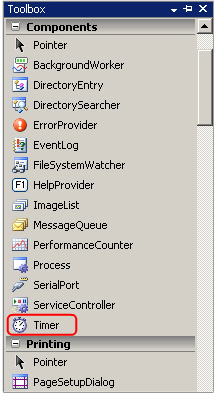 Toolbox
Components
Pointer
BackgroundWorker
DirectoryEntry
DirectorySearcher
ErrorProvider
EventLog
FileSystemWatcher
F1 HelpProvider
ImageList
MessageQueue
PerformanceCounter
Process
SerialPort
ServiceController
Timer
Printing
Pointer
PageSetupDialog